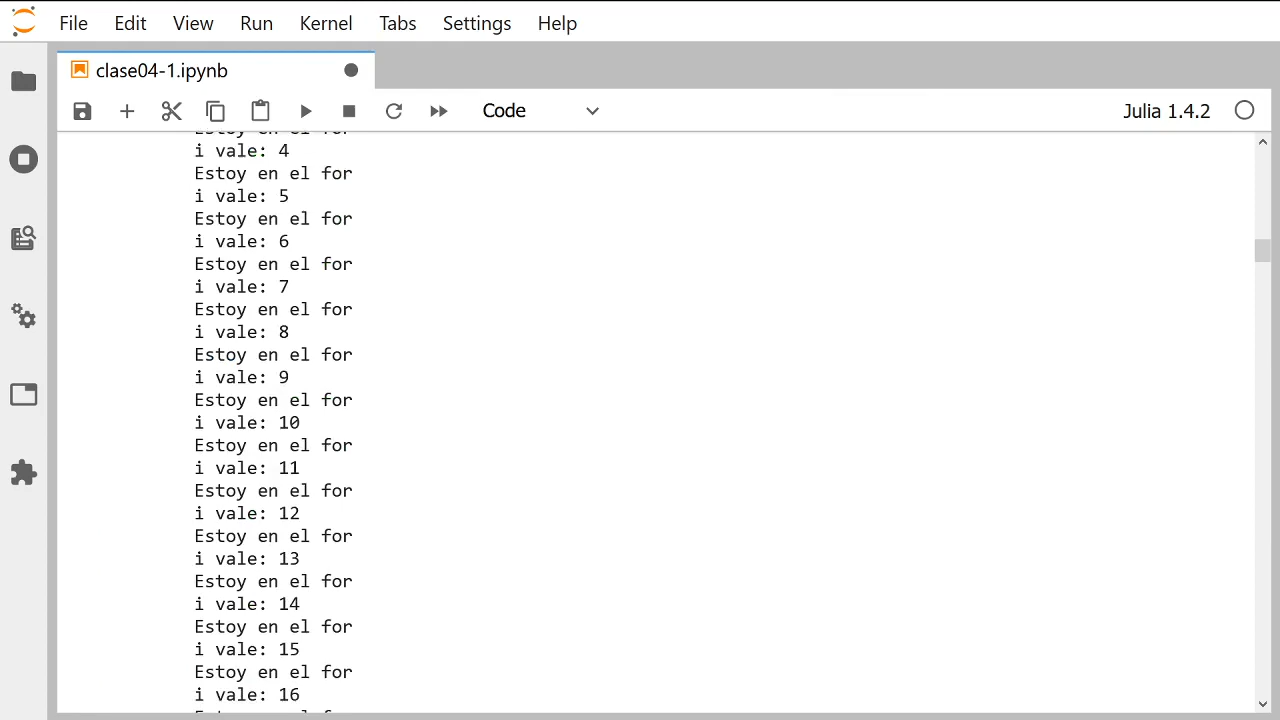 File Edit View Run Kernel Tabs Settings Help
clase04-1.ipynb
Code Julia 1.4.2
Estoy en el for
i vale: 4
Estoy en el for
i vale: 5
Estoy en el for
i vale: 6
Estoy en el for
i vale: 7
Estoy en el for
i vale: 8
Estoy en el for
i vale: 9
Estoy en el for
i vale: 10
Estoy en el for
i vale: 11
Estoy en el for
i vale: 12
Estoy en el for
i vale: 13
Estoy en el for
i vale: 14
Estoy en el for
i vale: 15
Estoy en el for
i vale: 16